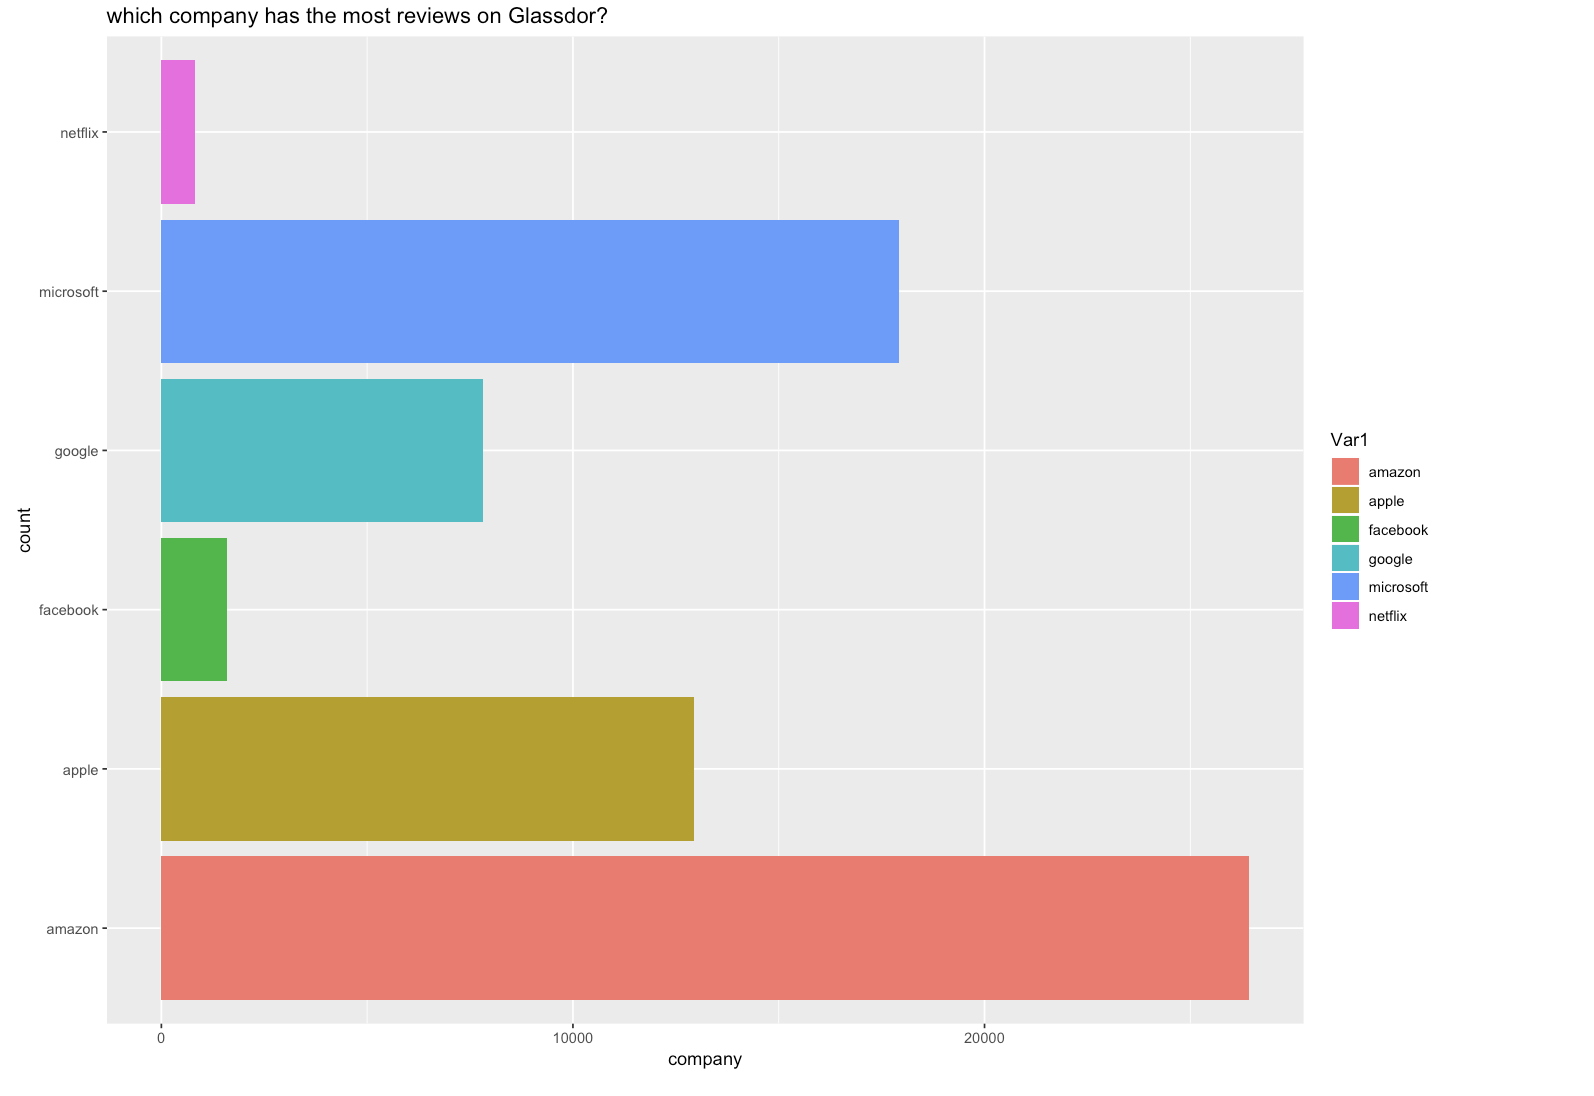 which company has the most reviews on Glassdor?
netflix
microsoft
google
facebook
apple
amazon
count
0
10000
20000
company
Var1
amazon
apple
facebook
google
microsoft
netflix